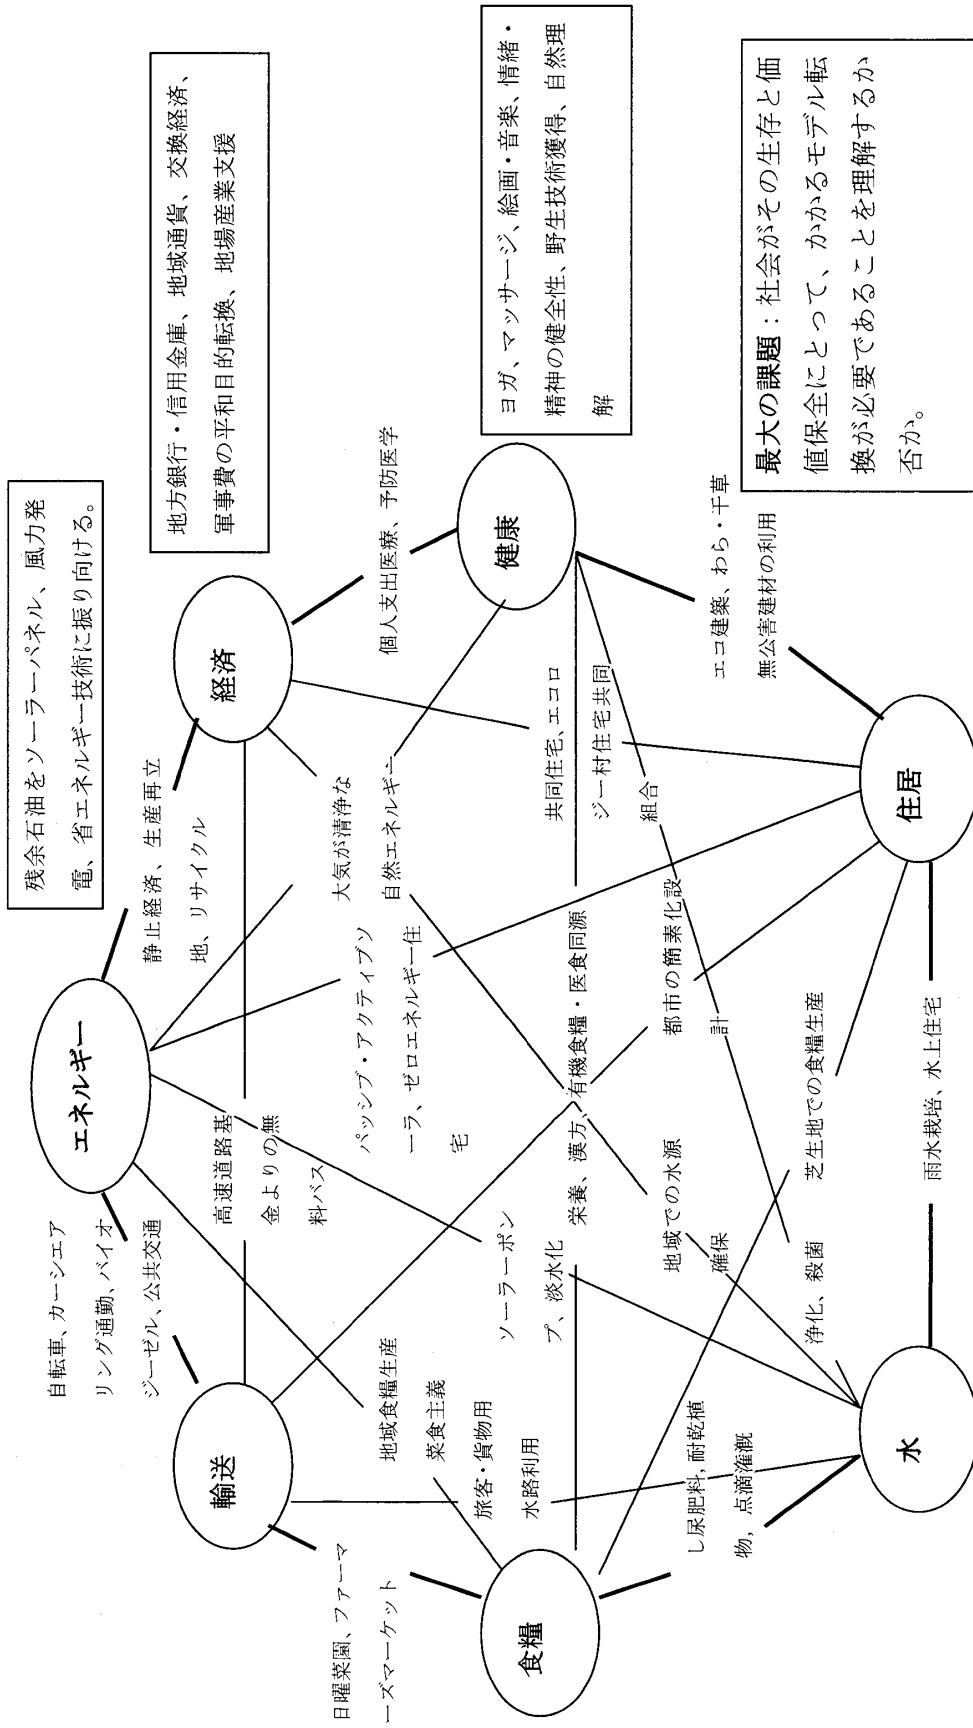 残余石油をソーラーパネル、風力発
電、省エネルギー技術に振り向ける。
地方銀行・信用金庫、地域通貨、交換経済、
軍事費の平和目的転換、地場産業支援
ヨガ、マッサージ、絵画・音楽、情緒・
精神の健全性、野生技術獲得、自然理
解
最大の課題：社会がその生存と価
値保全にとって、かかるモデル転
換が必要であることを理解するか
否か。
エネルギー
自転車、カーシェア
リング通勤、バイオ
ジーゼル、公共交通
静止経済、生産再立
地、リサイクル
輸送
経済
高速道路基
金よりの無
料バス
大気が清浄な
自然エネルギー
個人支出医療、予防医学
日曜菜園、ファーマ
ーズマーケット
地域食糧生産
菜食主義
パッシブ・アクティブソ
ーラ、ゼロエネルギー住
宅
旅客・貨物用
水路利用
ソーラーポン
プ、淡水化
食糧
健康
栄養、漢方、有機食糧・医食同源
共同住宅、エコロ
ジー村住宅共同
組合
地域での水源
確保
都市の簡素化設
計
エコ建築、わら・干草
無公害建材の利用
し尿肥料,耐乾植
物，点滴潅漑
浄化、殺菌
芝生地での食糧生産
水
雨水栽培、水上住宅
住居